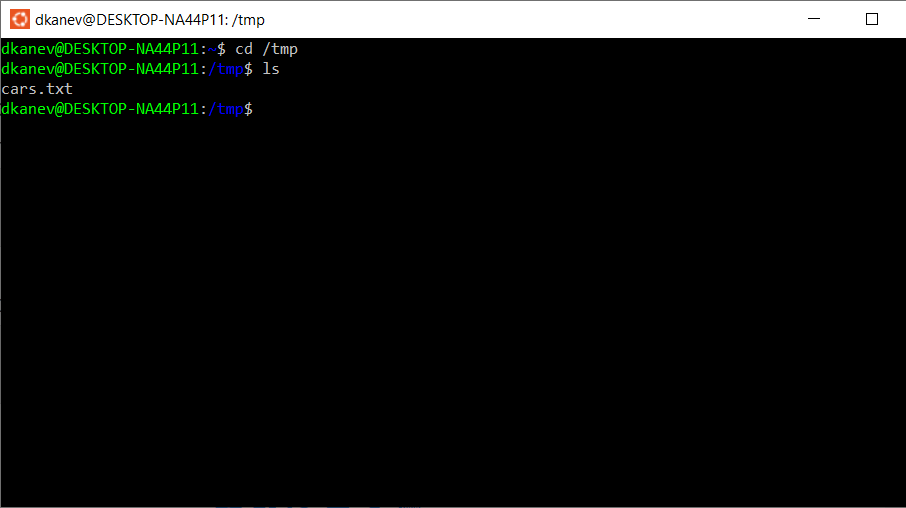 dkanev@DESKTOP-NA44P11: /tmp
dkanev@DESKTOP-NA44P11:~$ cd /tmp
dkanev@DESKTOP-NA44P11:/tmp$ ls
cars.txt
dkanev@DESKTOP-NA44P11:/tmp$